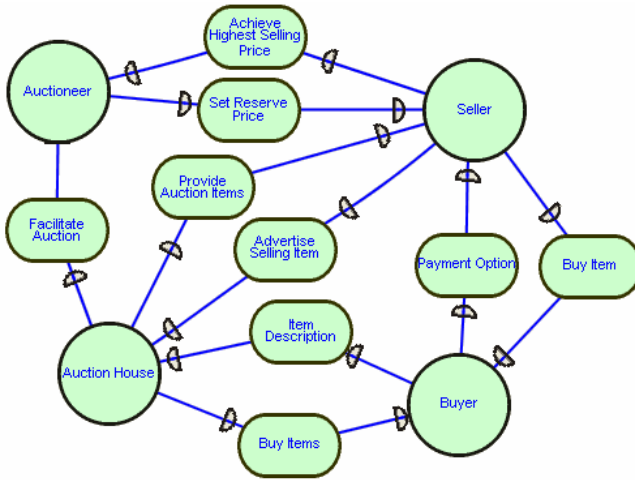 Achieve
Highest Selling
Price
Auctioneer
Set Reserve
Price
Seller
Provide
Auction Items
Facilitate
Auction
Advertise
Selling Item
Payment Option
Buy Item
Item
Description
Auction House
Buyer
Buy Items